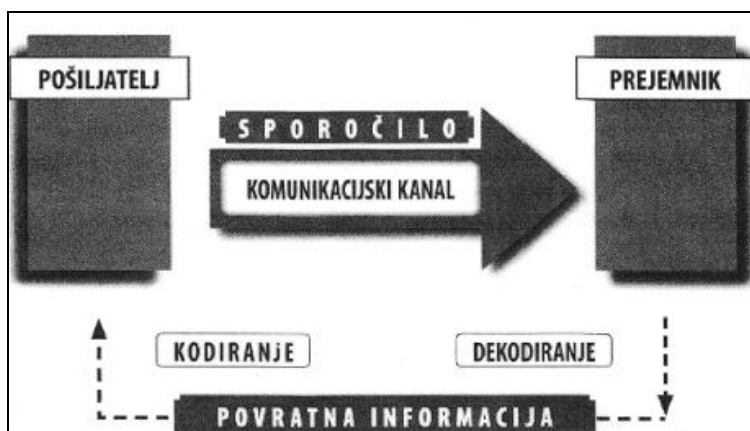 POŠILJATELJ
PREJEMNIK
SPOROČILO
KOMUNIKACIJSKI KANAL
KODIRANJE
DEKODIRANJE
POVRATNA INFORMACIJA